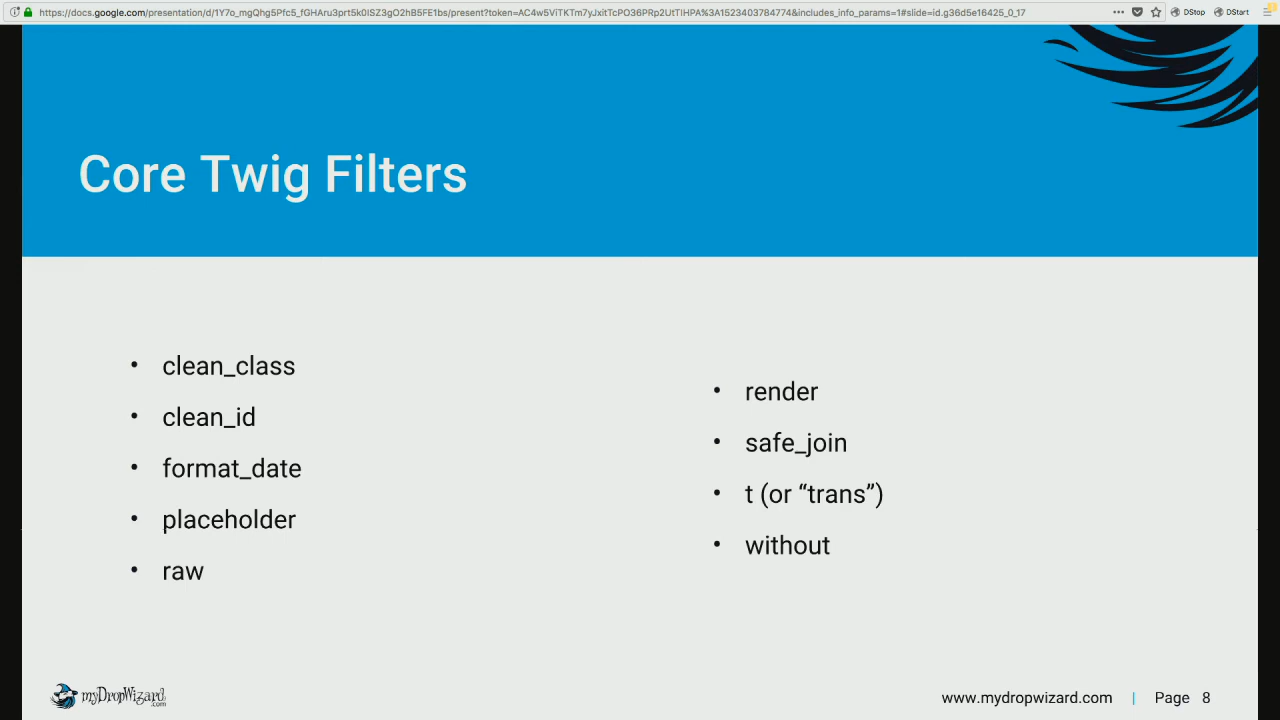 https://docs.google.com/presentation/d/1Y7o_mgQhg5Pfc5_fGHAru3prt5k0ISZ3gO2hB5FE1bs/present?token=AC4w5ViTKTm7yJxitTcPO36PRp2UtTIHPA%3A1523403784774&includes_info_params=1#slide=id.g36d5e16425_0_17
DStop
DStart
Core Twig Filters
• clean_class
• clean_id
• format_date
• placeholder
• raw
• render
• safe_join
• t (or “trans”)
• without
myDropWizard
.com
www.mydropwizard.com | Page 8